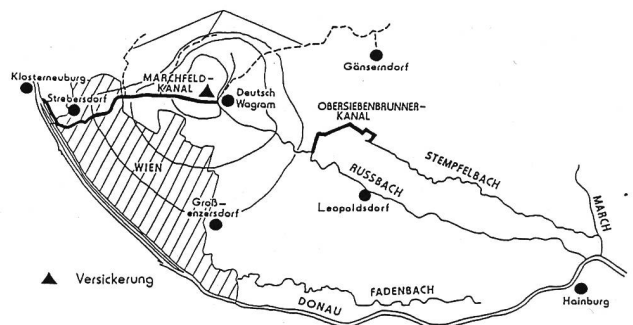 Klosterneuburg
Strebersdorf
MARCHFELD-
KANAL
Deutsch
Wagram
Gänserndorf
OBERSIEBENBRUNNER-
KANAL
STEMPFELBACH
RUSSBACH
MARCH
WIEN
Groß-
enzersdorf
Leopoldsdorf
Versickerung
FADENBACH
DONAU
Hainburg